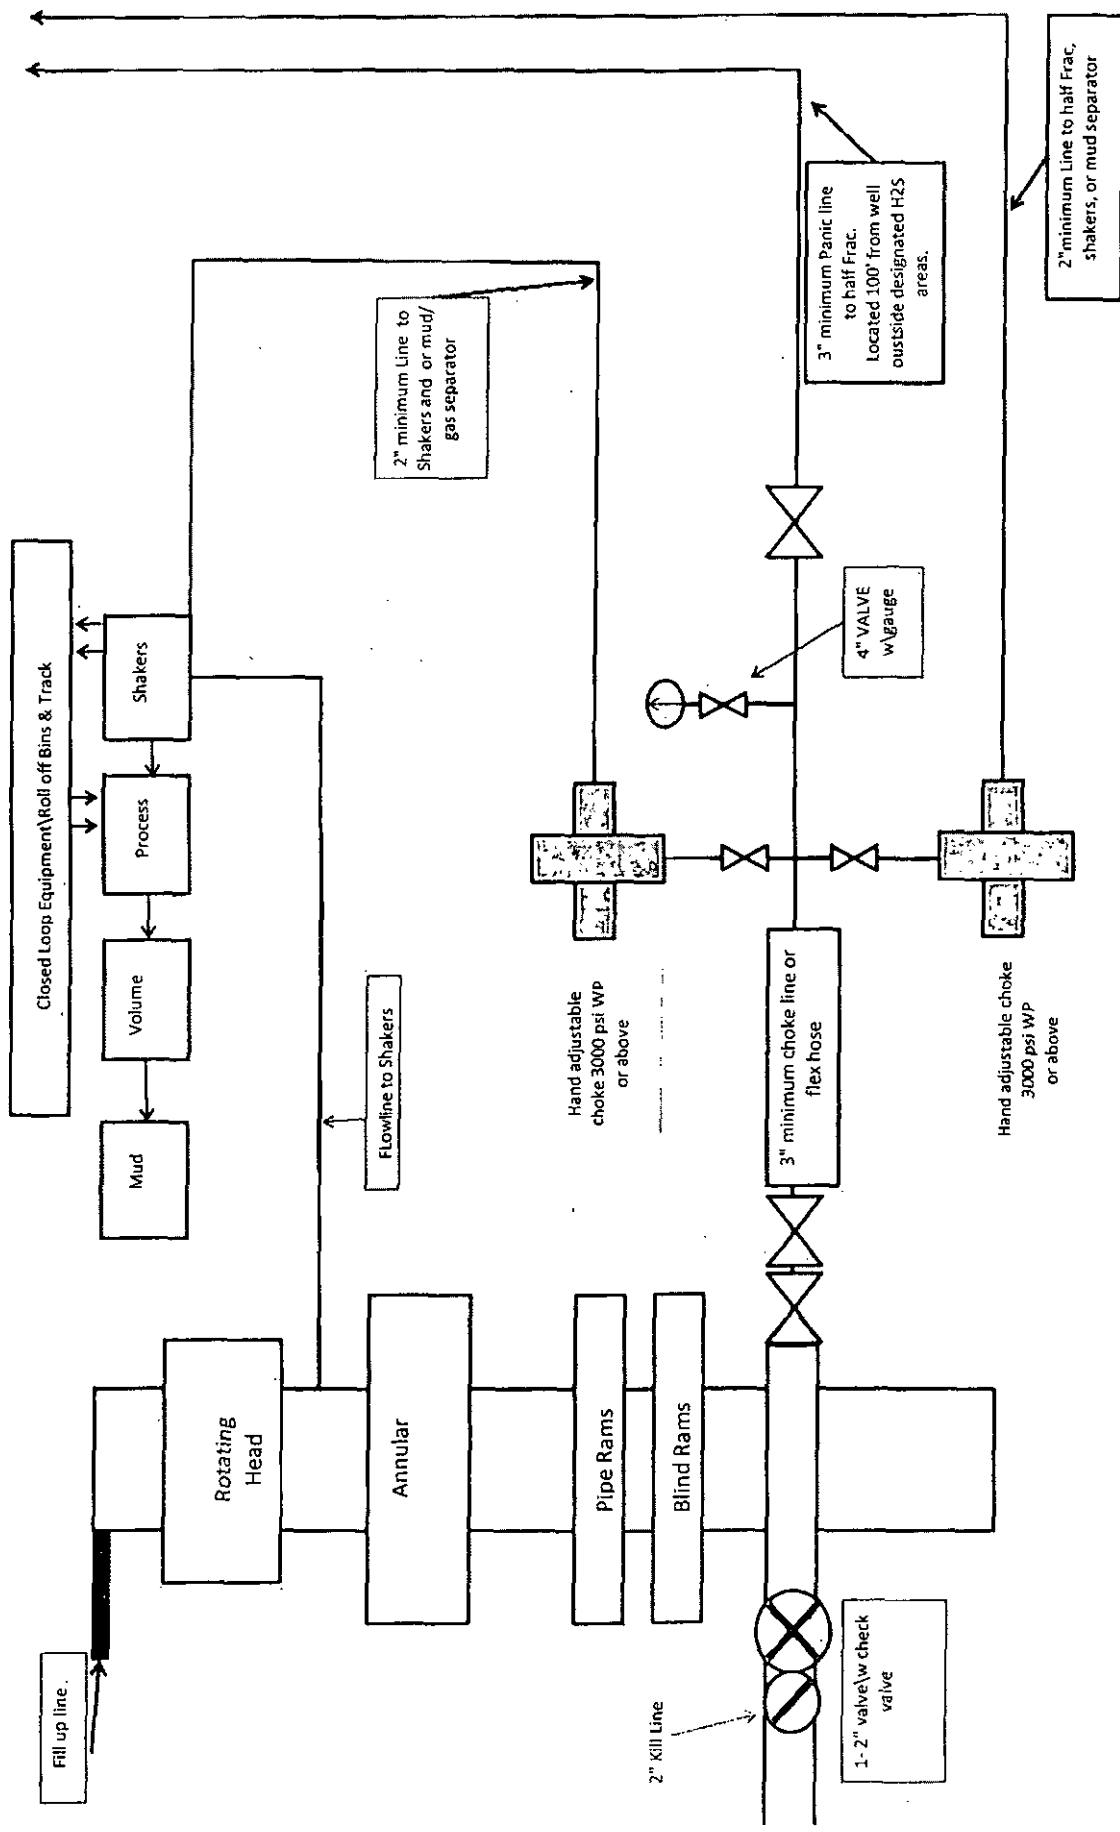 Closed Loop Equipment\Roll off Bins & Track
Mud
Volume
Process
Shakers
Fill up line .
Rotating
Head
FLowline to Shakers
2" minimum Line to
Shakers and or mud/
gas separator
Annular
Pipe Rams
Blind Rams
Hand adjustable
choke 3000 psi WP
or above
2" Kill Line
1- 2" valve\w check
valve
3" minimum choke line or
flex hose
4" VALVE
w\gauge
3" minimum Panic line
to half Frac.
Located 100' from well
oustside designated H2S
areas.
Hand adjustable choke
3000 psi WP
or above
2"minimum Line to half Frac,
shakers, or mud separator